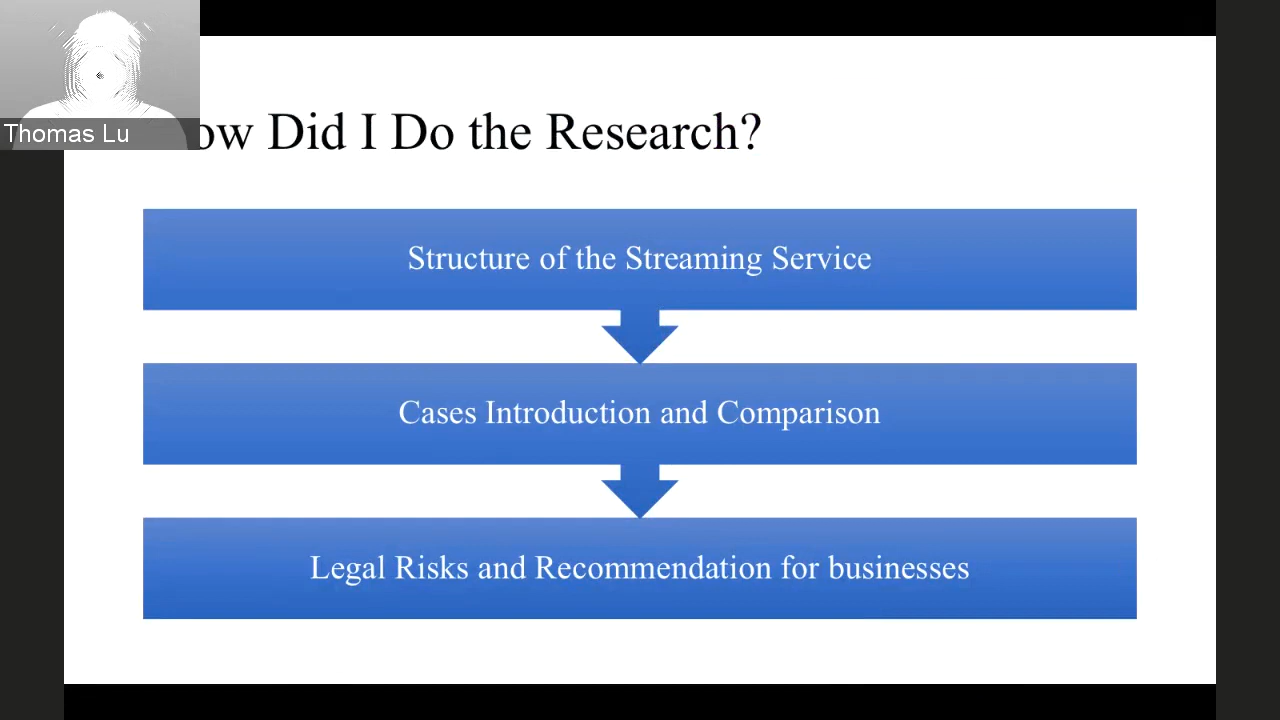 Thomas Lu
ow Did I Do the Research?
Structure of the Streaming Service
Cases Introduction and Comparison
Legal Risks and Recommendation for businesses